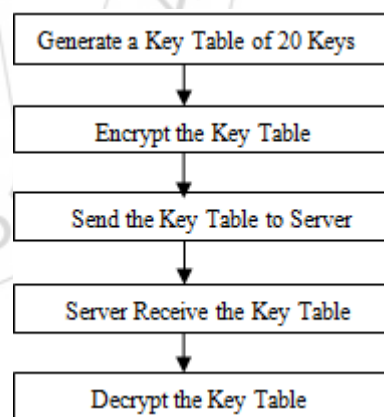 Generate a Key Table of 20 Keys
Encrypt the Key Table
Send the Key Table to Server
Server Receive the Key Table
Decrypt the Key Table